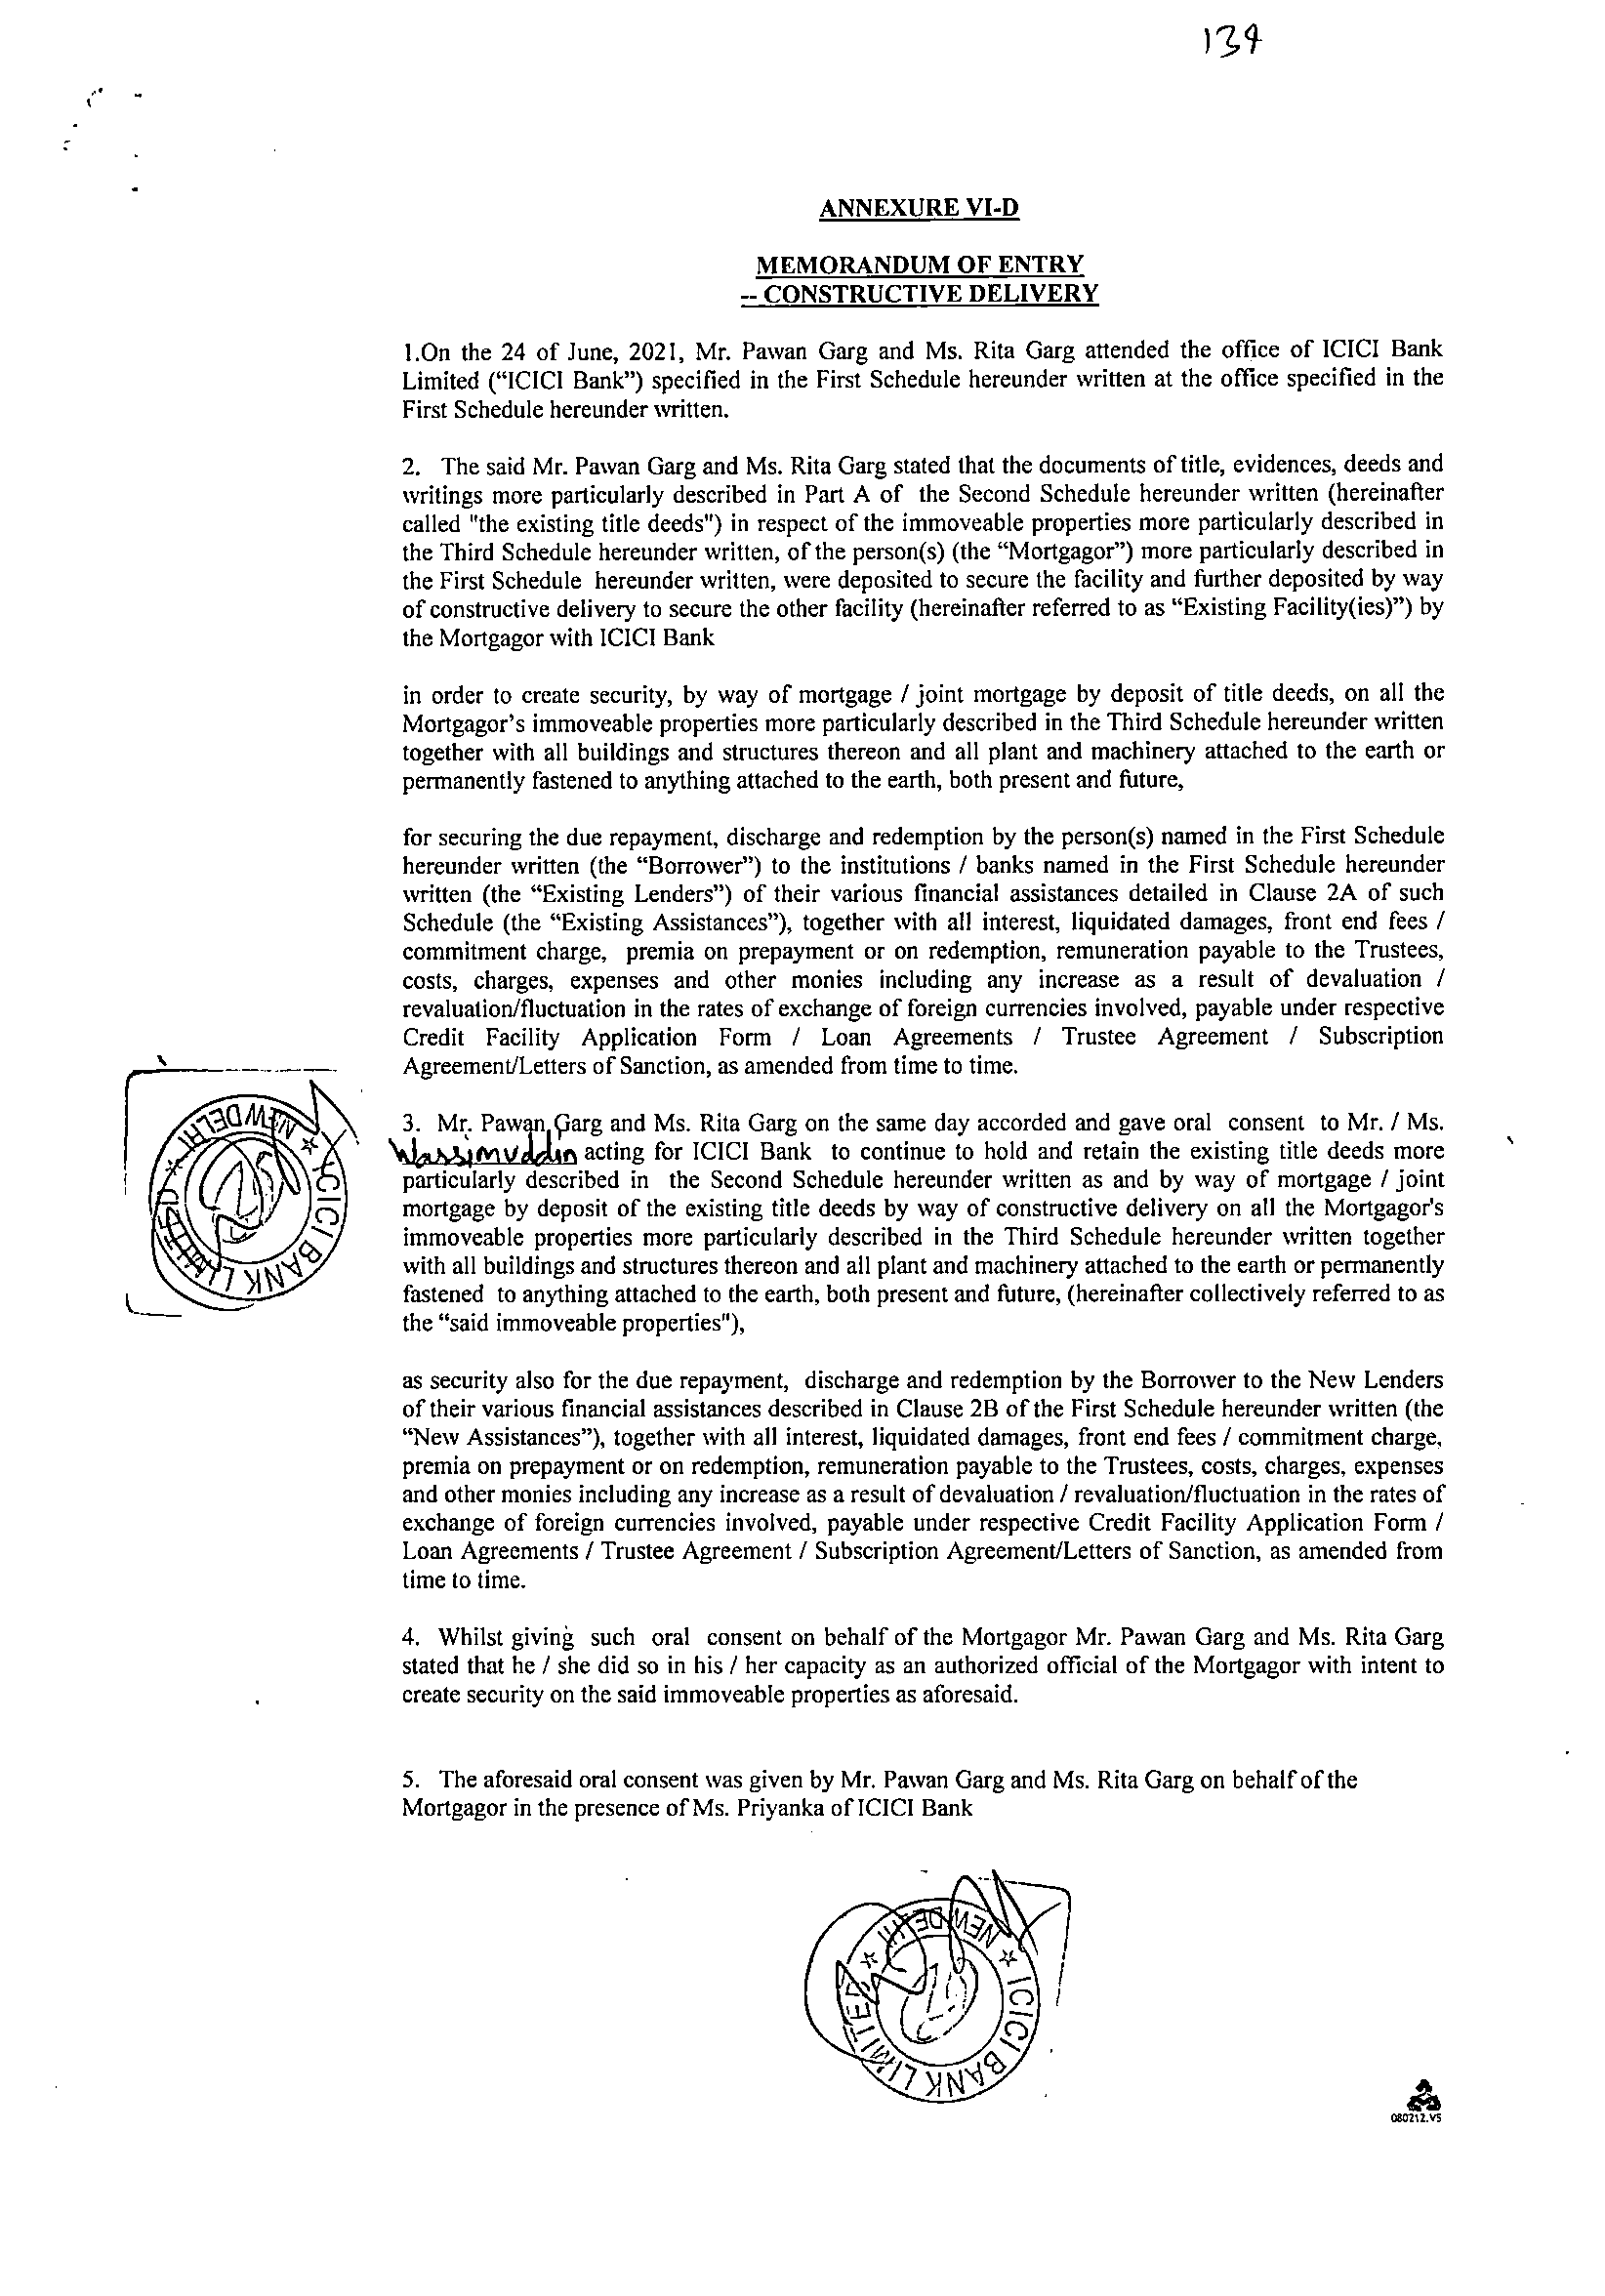 134
ANNEXURE VI-D
MEMORANDUM OF ENTRY
-- CONSTRUCTIVE DELIVERY
1.On the 24 of June, 2021, Mr. Pawan Garg and Ms. Rita Garg attended the office of ICICI Bank
Limited (“ICICI Bank”) specified in the First Schedule hereunder written at the office specified in the
First Schedule hereunder written.
2. The said Mr. Pawan Garg and Ms. Rita Garg stated that the documents of title, evidences, deeds and
writings more particularly described in Part A of the Second Schedule hereunder written (hereinafter
called "the existing title deeds") in respect of the immoveable properties more particularly described in
the Third Schedule hereunder written, of the person(s) (the “Mortgagor”) more particularly described in
the First Schedule hereunder written, were deposited to secure the facility and further deposited by way
of constructive delivery to secure the other facility (hereinafter referred to as “Existing Facility(ies)”) by
the Mortgagor with ICICI Bank
in order to create security, by way of mortgage / joint mortgage by deposit of title deeds, on all the
Mortgagor’s immoveable properties more particularly described in the Third Schedule hereunder written
together with all buildings and structures thereon and all plant and machinery attached to the earth or
permanently fastened to anything attached to the earth, both present and future,
for securing the due repayment, discharge and redemption by the person(s) named in the First Schedule
hereunder written (the “Borrower”) to the institutions / banks named in the First Schedule hereunder
written (the “Existing Lenders”) of their various financial assistances detailed in Clause 2A of such
Schedule (the “Existing Assistances”), together with all interest, liquidated damages, front end fees /
commitment charge, premia on prepayment or on redemption, remuneration payable to the Trustees,
costs, charges, expenses and other monies including any increase as a result of devaluation /
revaluation/fluctuation in the rates of exchange of foreign currencies involved, payable under respective
Credit Facility Application Form / Loan Agreements / Trustee Agreement / Subscription
Agreement/Letters of Sanction, as amended from time to time.
3. Mr. Pawan Garg and Ms. Rita Garg on the same day accorded and gave oral consent to Mr. / Ms.
Wassimuddin acting for ICICI Bank to continue to hold and retain the existing title deeds more
particularly described in the Second Schedule hereunder written as and by way of mortgage / joint
mortgage by deposit of the existing title deeds by way of constructive delivery on all the Mortgagor's
immoveable properties more particularly described in the Third Schedule hereunder written together
with all buildings and structures thereon and all plant and machinery attached to the earth or permanently
fastened to anything attached to the earth, both present and future, (hereinafter collectively referred to as
the “said immoveable properties"),
as security also for the due repayment, discharge and redemption by the Borrower to the New Lenders
of their various financial assistances described in Clause 2B of the First Schedule hereunder written (the
“New Assistances”), together with all interest, liquidated damages, front end fees / commitment charge,
premia on prepayment or on redemption, remuneration payable to the Trustees, costs, charges, expenses
and other monies including any increase as a result of devaluation / revaluation/fluctuation in the rates of
exchange of foreign currencies involved, payable under respective Credit Facility Application Form /
Loan Agreements / Trustee Agreement / Subscription Agreement/Letters of Sanction, as amended from
time to time.
4. Whilst giving such oral consent on behalf of the Mortgagor Mr. Pawan Garg and Ms. Rita Garg
stated that he / she did so in his / her capacity as an authorized official of the Mortgagor with intent to
create security on the said immoveable properties as aforesaid.
5. The aforesaid oral consent was given by Mr. Pawan Garg and Ms. Rita Garg on behalf of the
Mortgagor in the presence of Ms. Priyanka of ICICI Bank
ICICI BANK LIMITED ☆ NEW DELHI ☆
ICICI BANK LIMITED ☆ NEW DELHI ☆
080212.V5